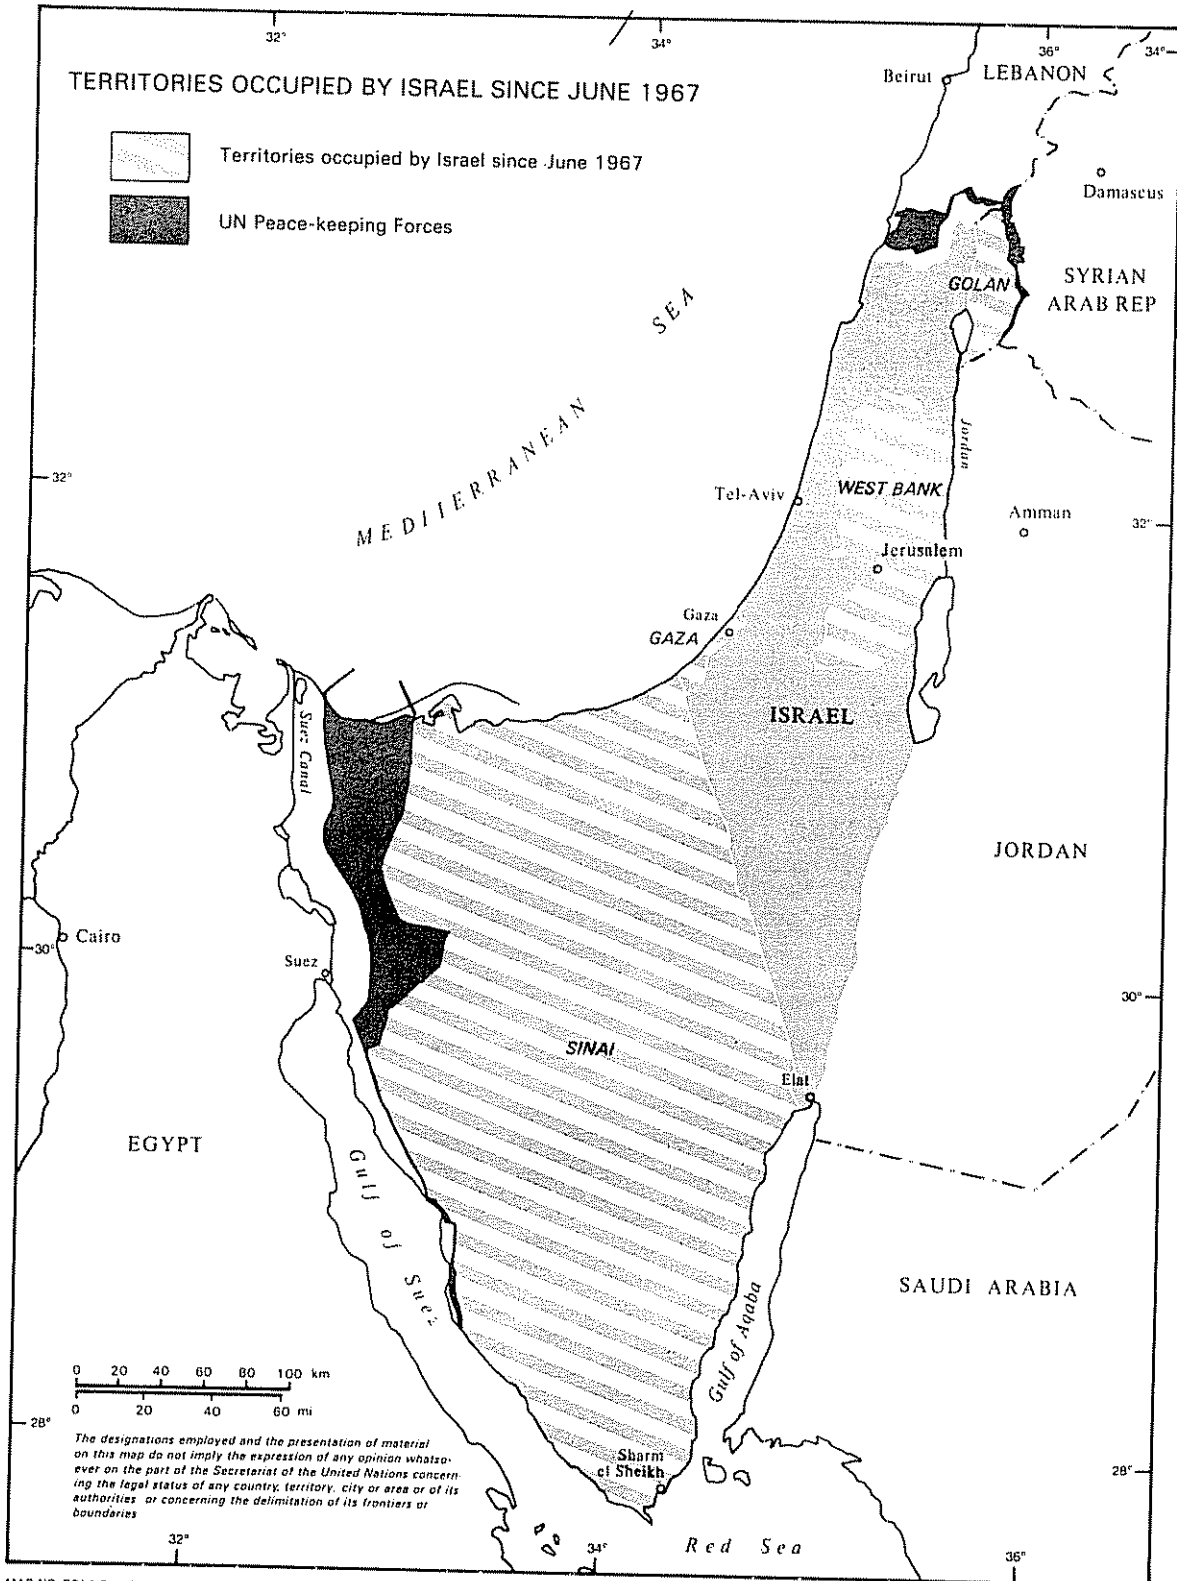 32°
34°
36°
34°
TERRITORIES OCCUPIED BY ISRAEL SINCE JUNE 1967
Beirut
LEBANON
Territories occupied by Israel since June 1967
Damascus
UN Peace-keeping Forces
SYRIAN
ARAB REP
GOLAN
MEDITERRANEAN SEA
Jordan
32°
Tel-Aviv
WEST BANK
Amman
32°
Jerusalem
Gaza
GAZA
ISRAEL
Suez Canal
JORDAN
Cairo
30°
Suez
30°
SINAI
Elat
EGYPT
Gulf of Suez
SAUDI ARABIA
Gulf of Aqaba
0 20 40 60 80 100 km
0 20 40 60 mi
28°
The designations employed and the presentation of material
on this map do not imply the expression of any opinion whatso-
ever on the part of the Secretariat of the United Nations concern-
ing the legal status of any country, territory, city or area or of its
authorities or concerning the delimitation of its frontiers or
boundaries
Sharm
el Sheikh
28°
Red Sea
32°
34°
36°